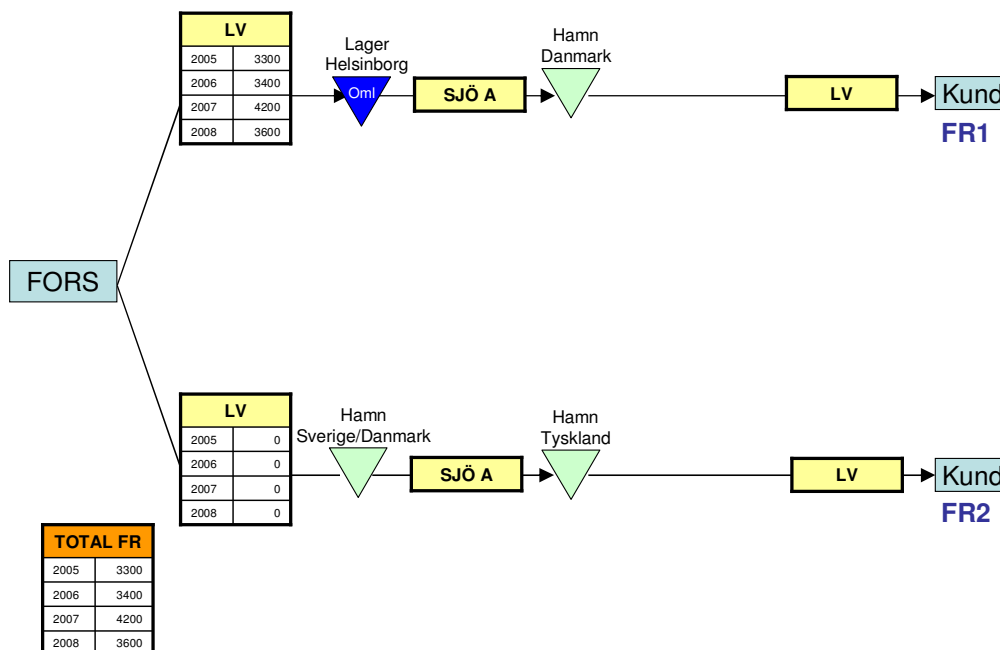 LV
2005 3300
2006 3400
2007 4200
2008 3600
Lager
Helsinborg
Oml
SJÖ A
Hamn
Danmark
LV
Kund
FR1
FORS
LV
2005 0
2006 0
2007 0
2008 0
Hamn
Sverige/Danmark
SJÖ A
Hamn
Tyskland
LV
Kund
FR2
TOTAL FR
2005 3300
2006 3400
2007 4200
2008 3600